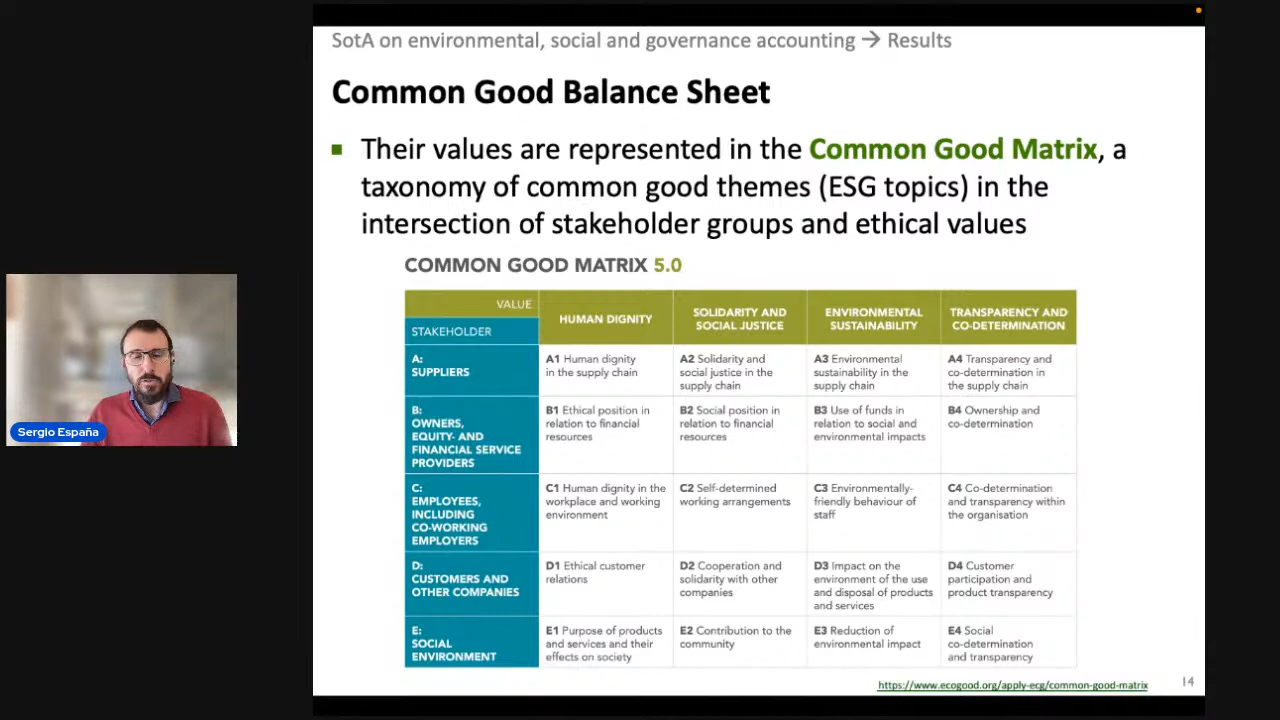 SotA on environmental, social and governance accounting → Results
Common Good Balance Sheet
Their values are represented in the Common Good Matrix, a
taxonomy of common good themes (ESG topics) in the
intersection of stakeholder groups and ethical values
COMMON GOOD MATRIX 5.0
VALUE
STAKEHOLDER
HUMAN DIGNITY
SOLIDARITY AND
SOCIAL JUSTICE
ENVIRONMENTAL
SUSTAINABILITY
TRANSPARENCY AND
CO-DETERMINATION
A:
SUPPLIERS
A1 Human dignity
in the supply chain
A2 Solidarity and
social justice in the
supply chain
A3 Environmental
sustainability in the
supply chain
A4 Transparency and
co-determination in
the supply chain
B:
OWNERS,
EQUITY- AND
FINANCIAL SERVICE
PROVIDERS
B1 Ethical position in
relation to financial
resources
B2 Social position in
relation to financial
resources
B3 Use of funds in
relation to social and
environmental impacts
B4 Ownership and
co-determination
C:
EMPLOYEES,
INCLUDING
CO-WORKING
EMPLOYERS
C1 Human dignity in the
workplace and working
environment
C2 Self-determined
working arrangements
C3 Environmentally-
friendly behaviour of
staff
C4 Co-determination
and transparency within
the organisation
D:
CUSTOMERS AND
OTHER COMPANIES
D1 Ethical customer
relations
D2 Cooperation and
solidarity with other
companies
D3 Impact on the
environment of the use
and disposal of products
and services
D4 Customer
participation and
product transparency
E:
SOCIAL
ENVIRONMENT
E1 Purpose of products
and services and their
effects on society
E2 Contribution to the
community
E3 Reduction of
environmental impact
E4 Social
co-determination
and transparency
https://www.ecogood.org/apply-ecg/common-good-matrix
14
Sergio España